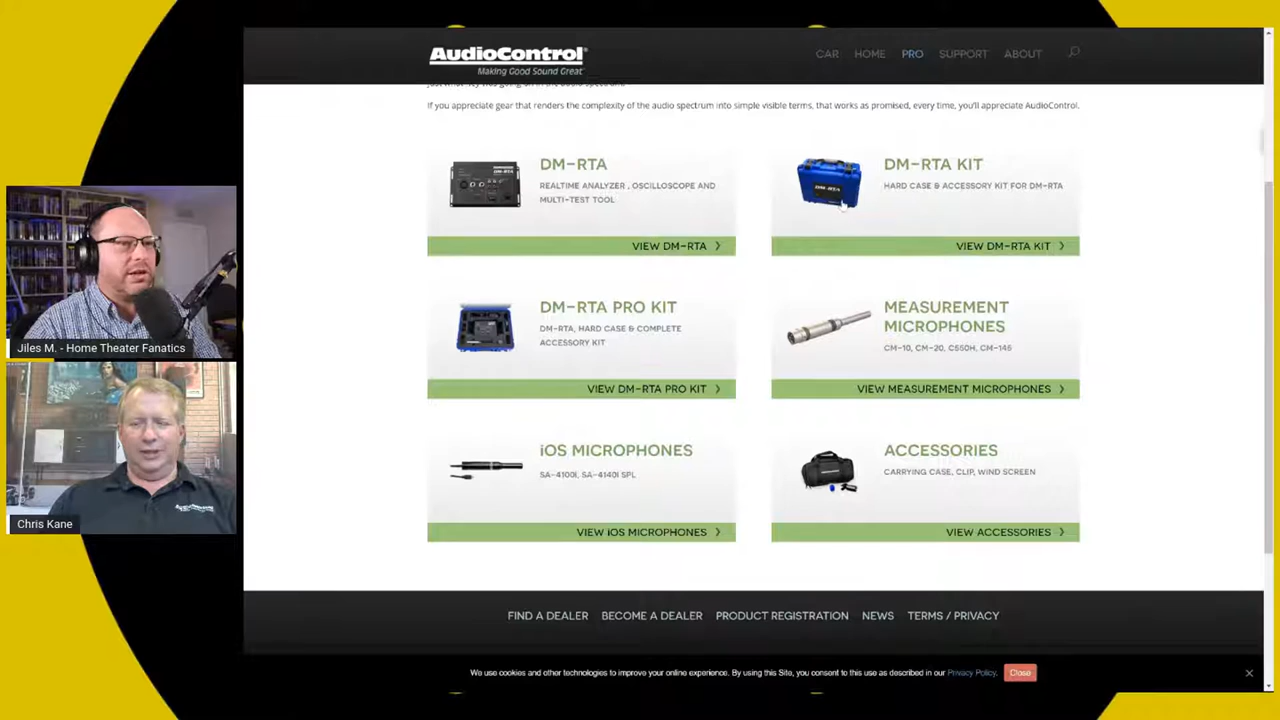 AudioControl®
Making Good Sound Great™
CAR HOME PRO SUPPORT ABOUT
If you appreciate gear that renders the complexity of the audio spectrum into simple visible terms, that works as promised, every time, you'll appreciate AudioControl.
DM-RTA
REALTIME ANALYZER , OSCILLOSCOPE AND
MULTI-TEST TOOL
VIEW DM-RTA
DM-RTA KIT
HARD CASE & ACCESSORY KIT FOR DM-RTA
DM-RTA
VIEW DM-RTA KIT
DM-RTA PRO KIT
DM-RTA, HARD CASE & COMPLETE
ACCESSORY KIT
VIEW DM-RTA PRO KIT
MEASUREMENT
MICROPHONES
CM-10, CM-20, C550H, CM-145
VIEW MEASUREMENT MICROPHONES
iOS MICROPHONES
SA-4100i, SA-4140i SPL
VIEW iOS MICROPHONES
ACCESSORIES
CARRYING CASE, CLIP, WIND SCREEN
VIEW ACCESSORIES
Jiles M. - Home Theater Fanatics
AudioControl
Chris Kane
FIND A DEALER BECOME A DEALER PRODUCT REGISTRATION NEWS TERMS / PRIVACY
We use cookies and other technologies to improve your online experience. By using this Site, you consent to this use as described in our Privacy Policy. Close